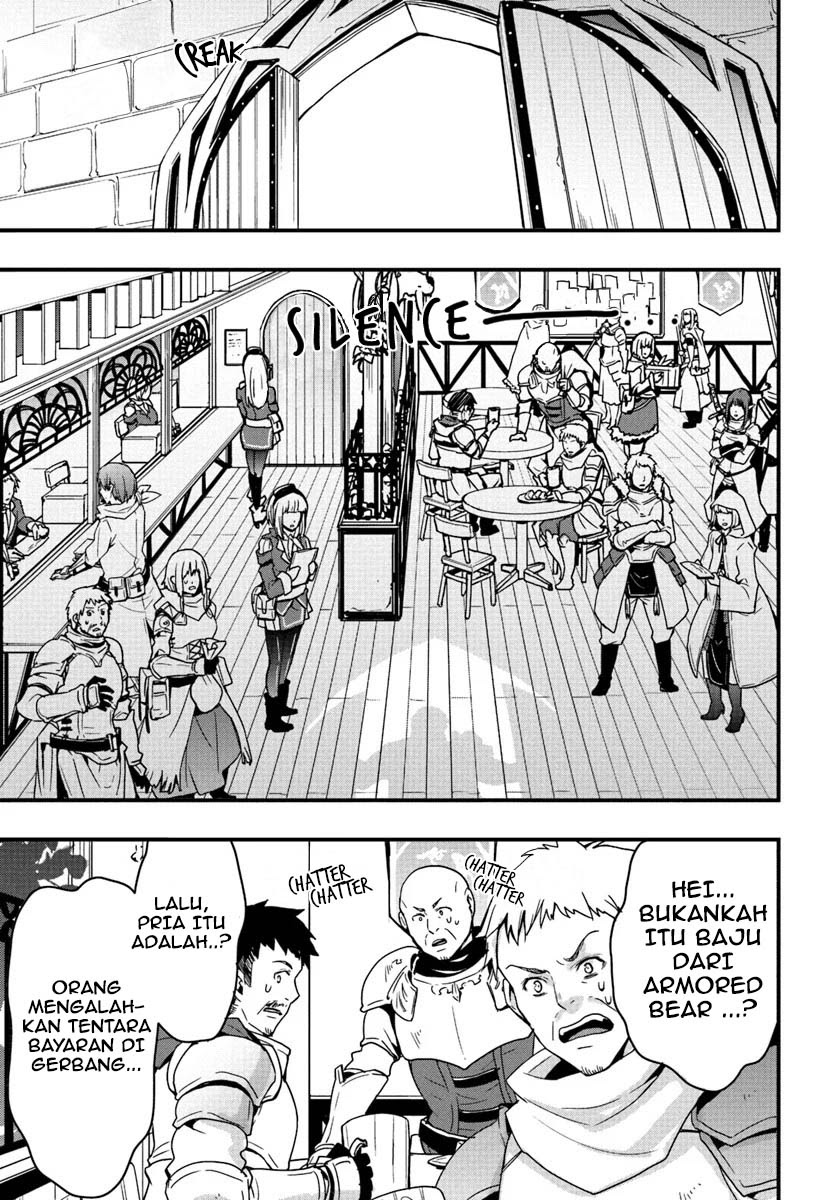 CREAK
SILENCE
HEI...
BUKANKAH
ITU BAJU
DARI
ARMORED
BEAR ...?
CHATTER
CHATTER
CHATTER
CHATTER
LALU,
PRIA ITU
ADALAH..?
ORANG
MENGALAH-
KAN TENTARA
BAYARAN DI
GERBANG...